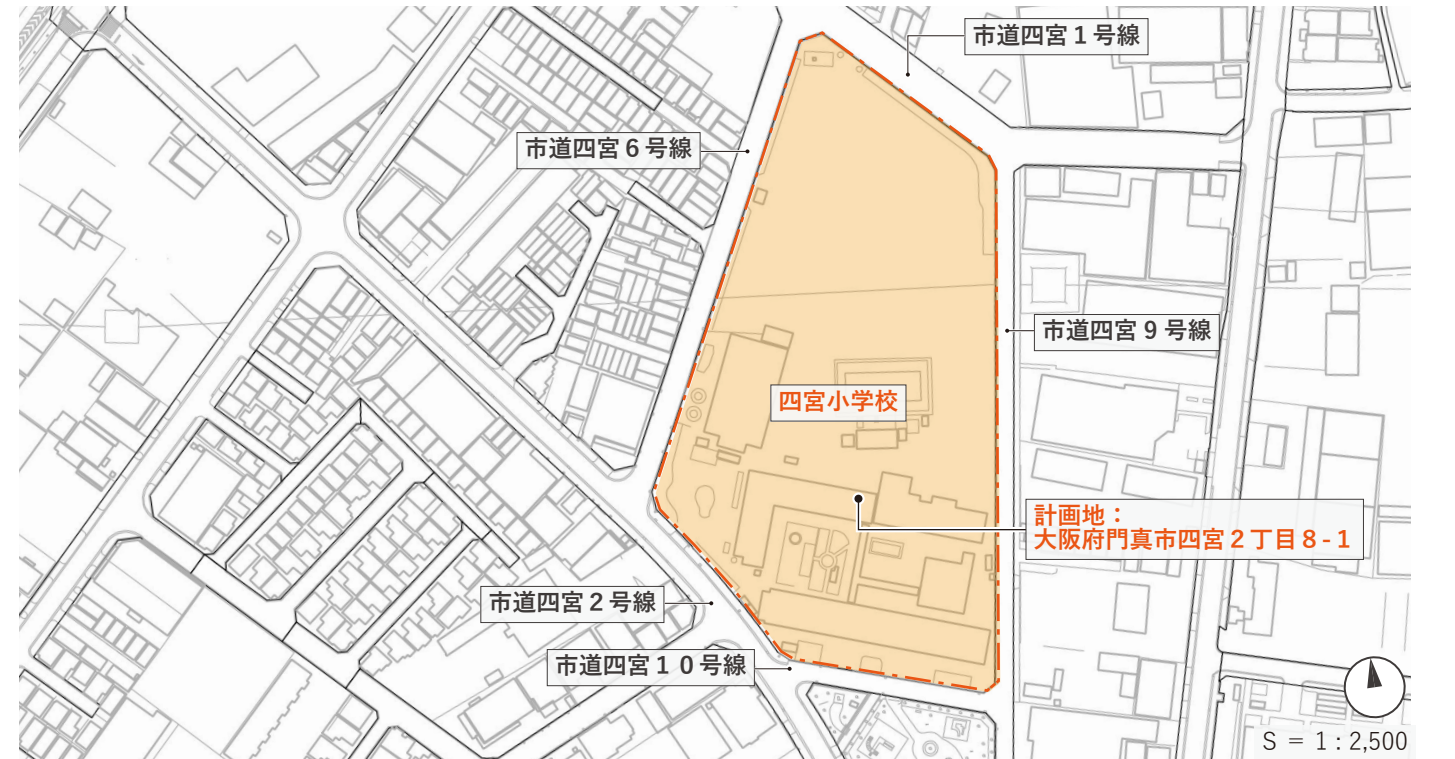 市道四宮１号線
市道四宮６号線
市道四宮９号線
四宮小学校
計画地：
大阪府門真市四宮２丁目８-１
市道四宮２号線
市道四宮１０号線
S = 1：2,500